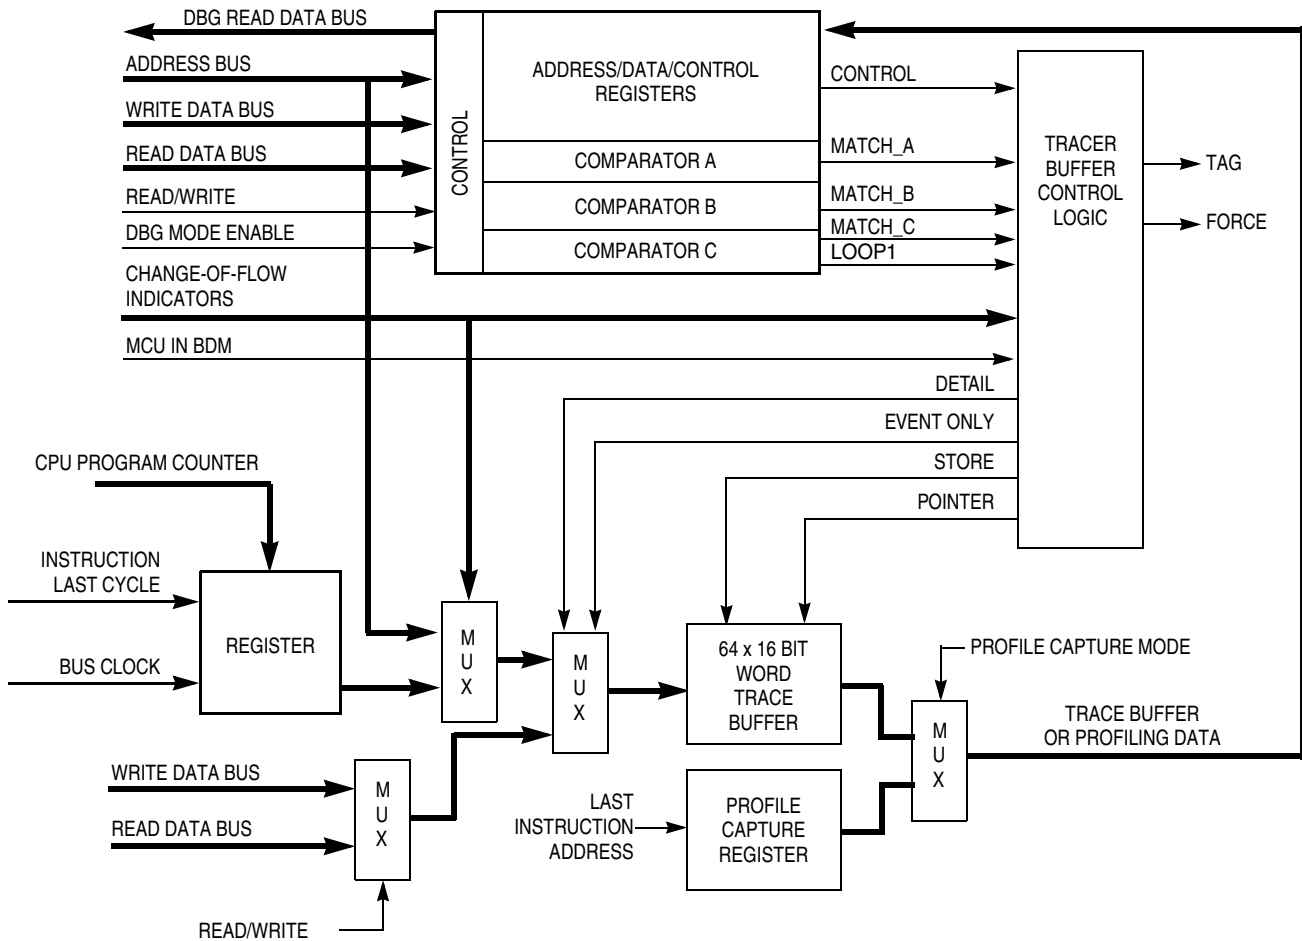 DBG READ DATA BUS
ADDRESS BUS
WRITE DATA BUS
READ DATA BUS
READ/WRITE
DBG MODE ENABLE
CHANGE-OF-FLOW
INDICATORS
MCU IN BDM
CONTROL
ADDRESS/DATA/CONTROL
REGISTERS
COMPARATOR A
COMPARATOR B
COMPARATOR C
CONTROL
MATCH_A
MATCH_B
MATCH_C
LOOP1
TRACER
BUFFER
CONTROL
LOGIC
TAG
FORCE
DETAIL
EVENT ONLY
STORE
POINTER
CPU PROGRAM COUNTER
INSTRUCTION
LAST CYCLE
BUS CLOCK
REGISTER
M
U
X
M
U
X
64 x 16 BIT
WORD
TRACE
BUFFER
PROFILE CAPTURE MODE
M
U
X
TRACE BUFFER
OR PROFILING DATA
WRITE DATA BUS
READ DATA BUS
M
U
X
READ/WRITE
LAST
INSTRUCTION
ADDRESS
PROFILE
CAPTURE
REGISTER